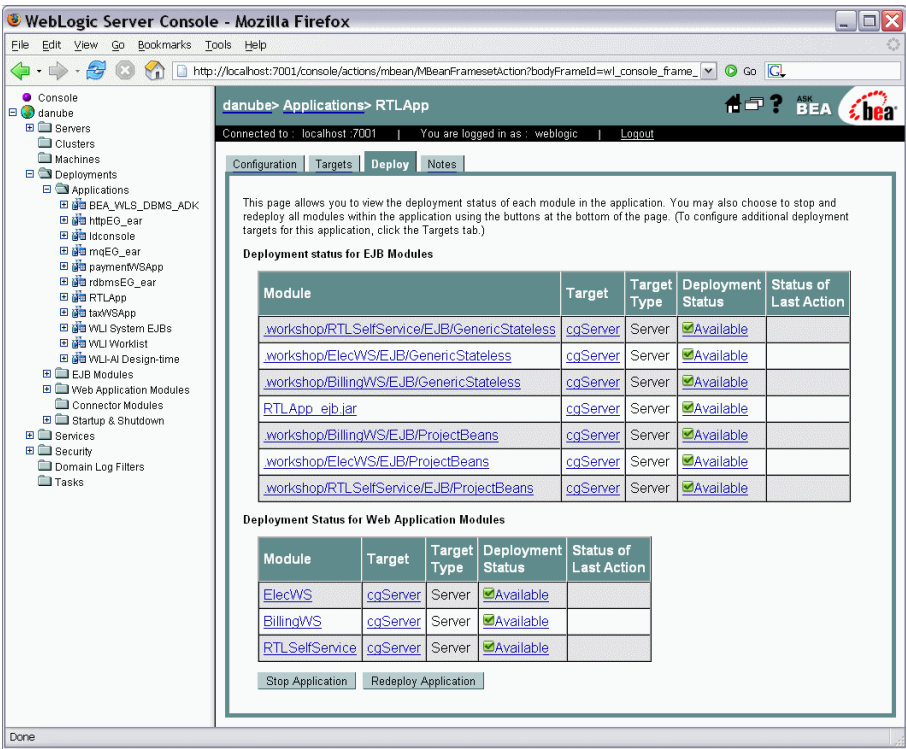 WebLogic Server Console - Mozilla Firefox
File Edit View Go Bookmarks Tools Help
http://localhost:7001/console/actions/mbean/MBeanFramesetAction?bodyFrameId=wl_console_frame_ Go
Console
danube
Servers
Clusters
Machines
Deployments
Applications
BEA_WLS_DBMS_ADK
httpEG_ear
ldconsole
mqEG_ear
paymentWSApp
rdbmsEG_ear
RTLApp
taxWSApp
WLI System EJBs
WLI Worklist
WLI-AI Design-time
EJB Modules
Web Application Modules
Connector Modules
Startup & Shutdown
Services
Security
Domain Log Filters
Tasks
danube> Applications> RTLApp
? ASK BEA bea
Connected to : localhost :7001 | You are logged in as : weblogic | Logout
Configuration Targets Deploy Notes
This page allows you to view the deployment status of each module in the application. You may also choose to stop and
redeploy all modules within the application using the buttons at the bottom of the page. (To configure additional deployment
targets for this application, click the Targets tab.)
Deployment status for EJB Modules
Module Target Target Type Deployment Status Status of Last Action
.workshop/RTLSelfService/EJB/GenericStateless cgServer Server Available
.workshop/ElecWS/EJB/GenericStateless cgServer Server Available
.workshop/BillingWS/EJB/GenericStateless cgServer Server Available
RTLApp_ejb.jar cgServer Server Available
.workshop/BillingWS/EJB/ProjectBeans cgServer Server Available
.workshop/ElecWS/EJB/ProjectBeans cgServer Server Available
.workshop/RTLSelfService/EJB/ProjectBeans cgServer Server Available
Deployment Status for Web Application Modules
Module Target Target Type Deployment Status Status of Last Action
ElecWS cgServer Server Available
BillingWS cgServer Server Available
RTLSelfService cgServer Server Available
Stop Application Redeploy Application
Done